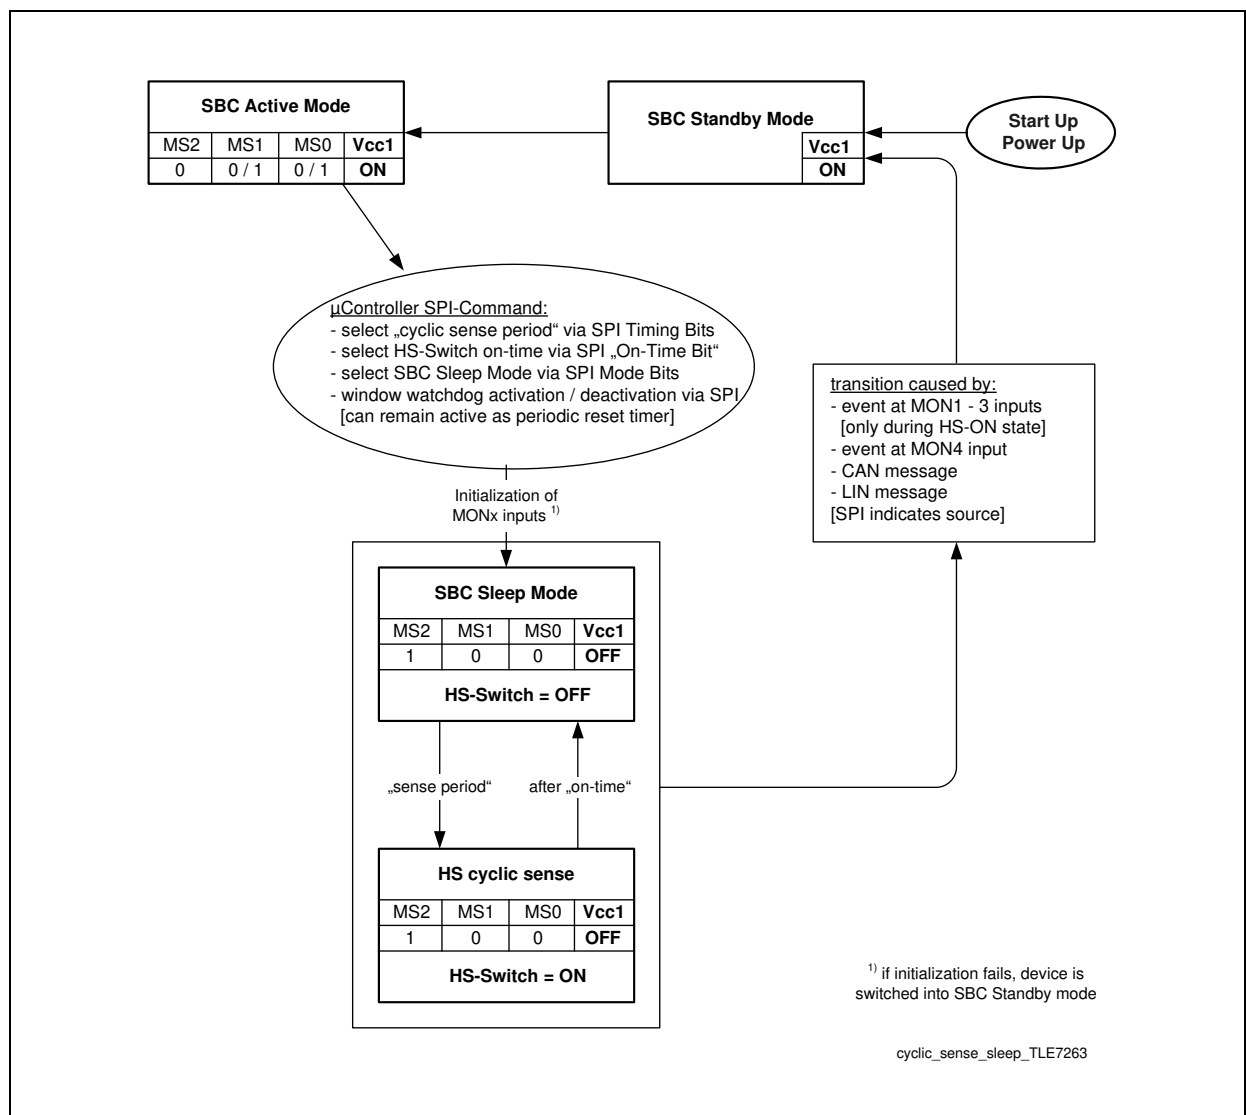 SBC Active Mode
MS2 MS1 MS0 Vcc1
0 0 / 1 0 / 1 ON
SBC Standby Mode
Vcc1
ON
Start Up
Power Up
µController SPI-Command:
- select „cyclic sense period“ via SPI Timing Bits
- select HS-Switch on-time via SPI „On-Time Bit“
- select SBC Sleep Mode via SPI Mode Bits
- window watchdog activation / deactivation via SPI
[can remain active as periodic reset timer]
transition caused by:
- event at MON1 - 3 inputs
[only during HS-ON state]
- event at MON4 input
- CAN message
- LIN message
[SPI indicates source]
Initialization of
MONx inputs 1)
SBC Sleep Mode
MS2 MS1 MS0 Vcc1
1 0 0 OFF
HS-Switch = OFF
„sense period“ after „on-time“
HS cyclic sense
MS2 MS1 MS0 Vcc1
1 0 0 OFF
HS-Switch = ON
1) if initialization fails, device is
switched into SBC Standby mode
cyclic_sense_sleep_TLE7263